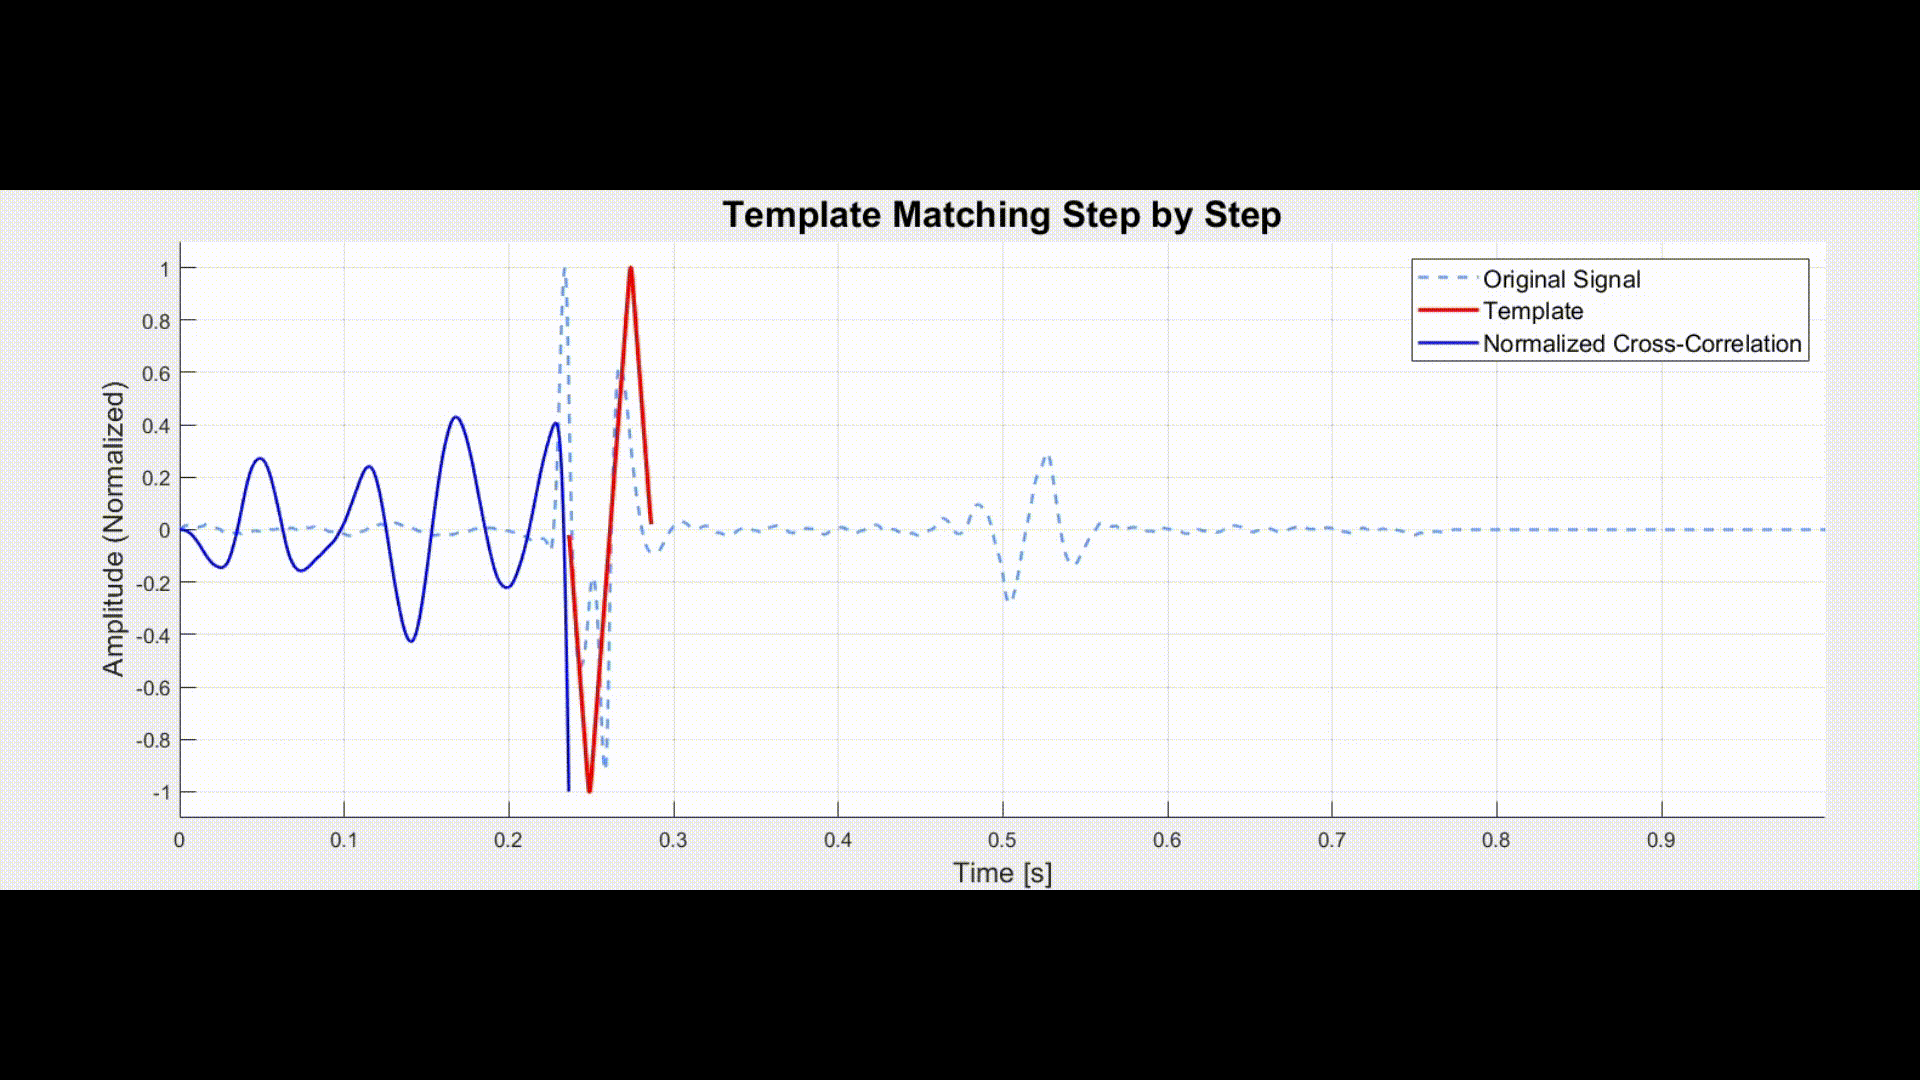 Template Matching Step by Step
Original Signal
Template
Normalized Cross-Correlation
Amplitude (Normalized)
1
0.8
0.6
0.4
0.2
0
-0.2
-0.4
-0.6
-0.8
-1
0 0.1 0.2 0.3 0.4 0.5 0.6 0.7 0.8 0.9
Time [s]